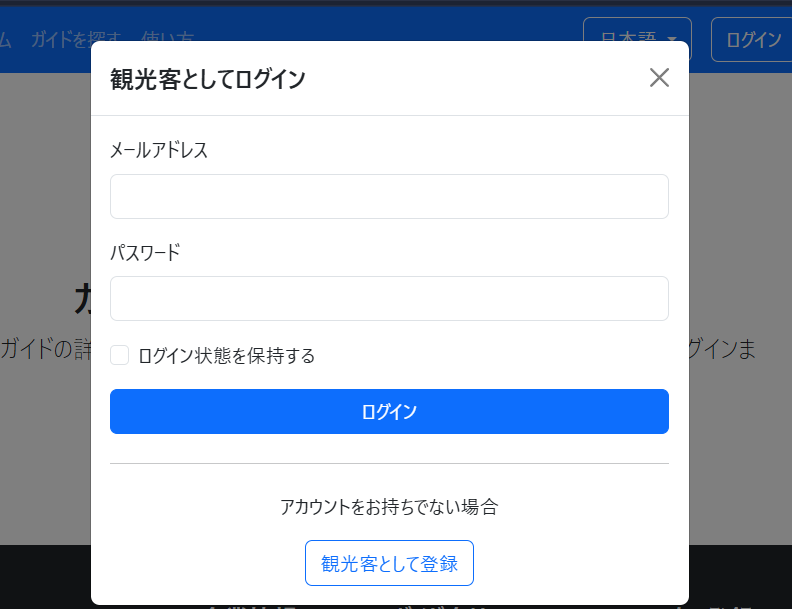 ム ガイドを探す 使い方 日本語 ログイン
観光客としてログイン
メールアドレス
パスワード
ガイドの詳
グインま
ログイン状態を保持する
ログイン
アカウントをお持ちでない場合
観光客として登録